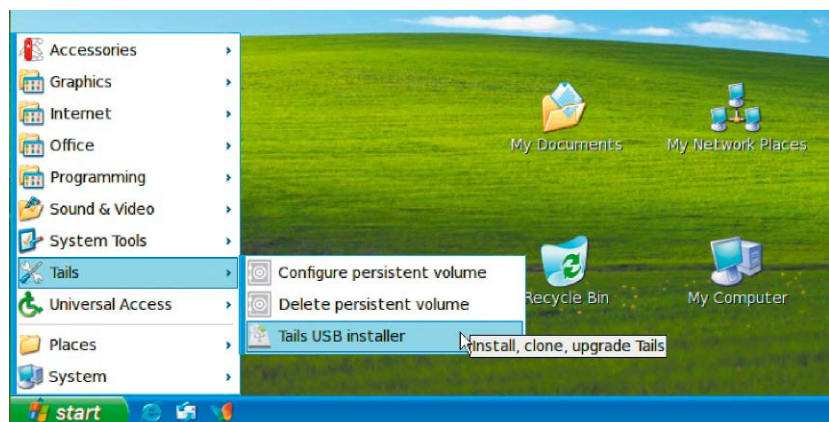 Accessories
Graphics
Internet
Office
Programming
Sound & Video
System Tools
Tails
Universal Access
Places
System
start
Configure persistent volume
Delete persistent volume
Tails USB installer
Install, clone, upgrade Tails
My Documents
My Network Places
Recycle Bin
My Computer